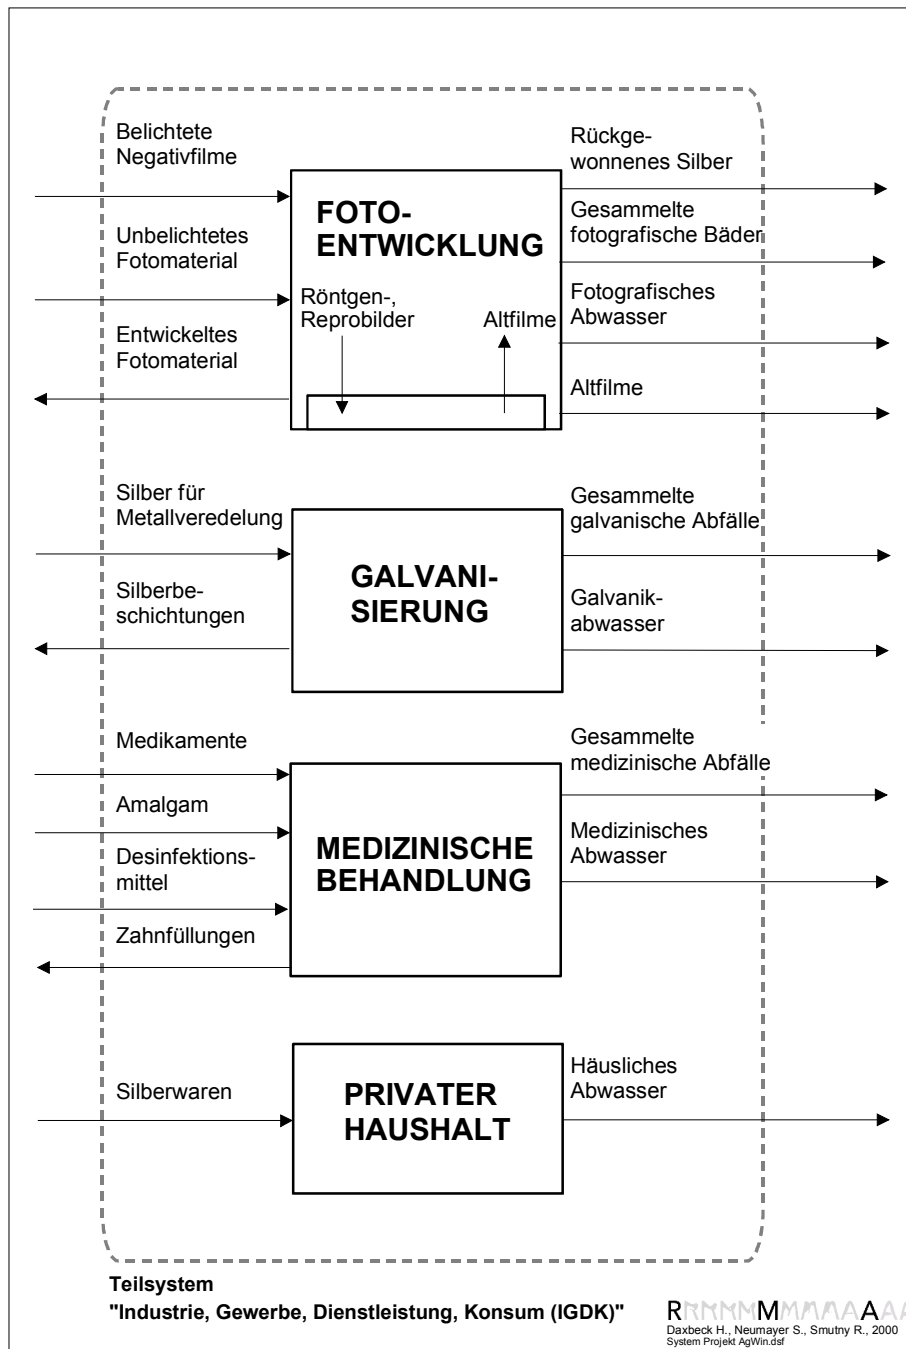 Belichtete
Negativfilme
Unbelichtetes
Fotomaterial
Entwickeltes
Fotomaterial
FOTO-
ENTWICKLUNG
Röntgen-,
Reprobilder
Altfilme
Rückge-
wonnenes Silber
Gesammelte
fotografische Bäder
Fotografisches
Abwasser
Altfilme
Silber für
Metallveredelung
Silberbe-
schichtungen
GALVANI-
SIERUNG
Gesammelte
galvanische Abfälle
Galvanik-
abwasser
Medikamente
Amalgam
Desinfektions-
mittel
Zahnfüllungen
MEDIZINISCHE
BEHANDLUNG
Gesammelte
medizinische Abfälle
Medizinisches
Abwasser
Silberwaren
PRIVATER
HAUSHALT
Häusliches
Abwasser
Teilsystem
"Industrie, Gewerbe, Dienstleistung, Konsum (IGDK)"
R M A
Daxbeck H., Neumayer S., Smutny R., 2000
System Projekt AgWin.dsf